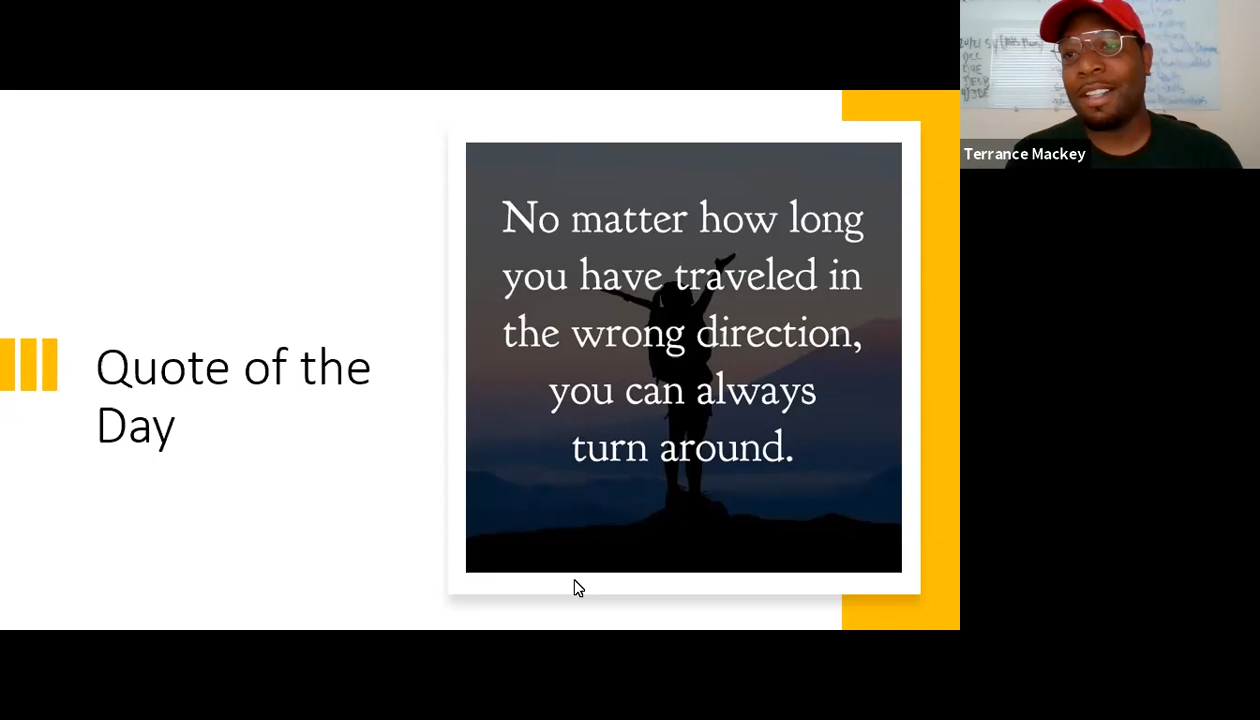 Quote of the
Day
No matter how long
you have traveled in
the wrong direction,
you can always
turn around.
Terrance Mackey